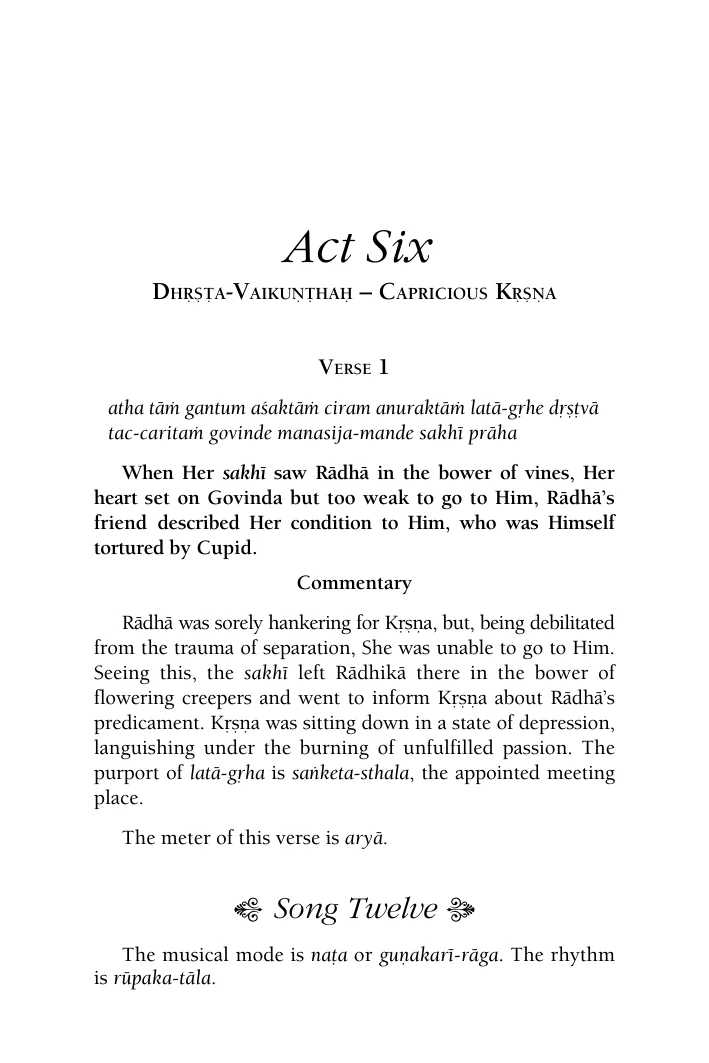 Act Six
Dhṛṣṭa-Vaikuṇṭhaḥ – Capricious Kṛṣṇa
Verse 1
atha tāṁ gantum aśaktāṁ ciram anuraktāṁ latā-gṛhe dṛṣṭvā
tac-caritaṁ govinde manasija-mande sakhī prāha
When Her sakhī saw Rādhā in the bower of vines, Her
heart set on Govinda but too weak to go to Him, Rādhā’s
friend described Her condition to Him, who was Himself
tortured by Cupid.
Commentary
Rādhā was sorely hankering for Kṛṣṇa, but, being debilitated
from the trauma of separation, She was unable to go to Him.
Seeing this, the sakhī left Rādhikā there in the bower of
flowering creepers and went to inform Kṛṣṇa about Rādhā’s
predicament. Kṛṣṇa was sitting down in a state of depression,
languishing under the burning of unfulfilled passion. The
purport of latā-gṛha is saṅketa-sthala, the appointed meeting
place.
The meter of this verse is aryā.
Song Twelve
The musical mode is naṭa or guṇakarī-rāga. The rhythm
is rūpaka-tāla.